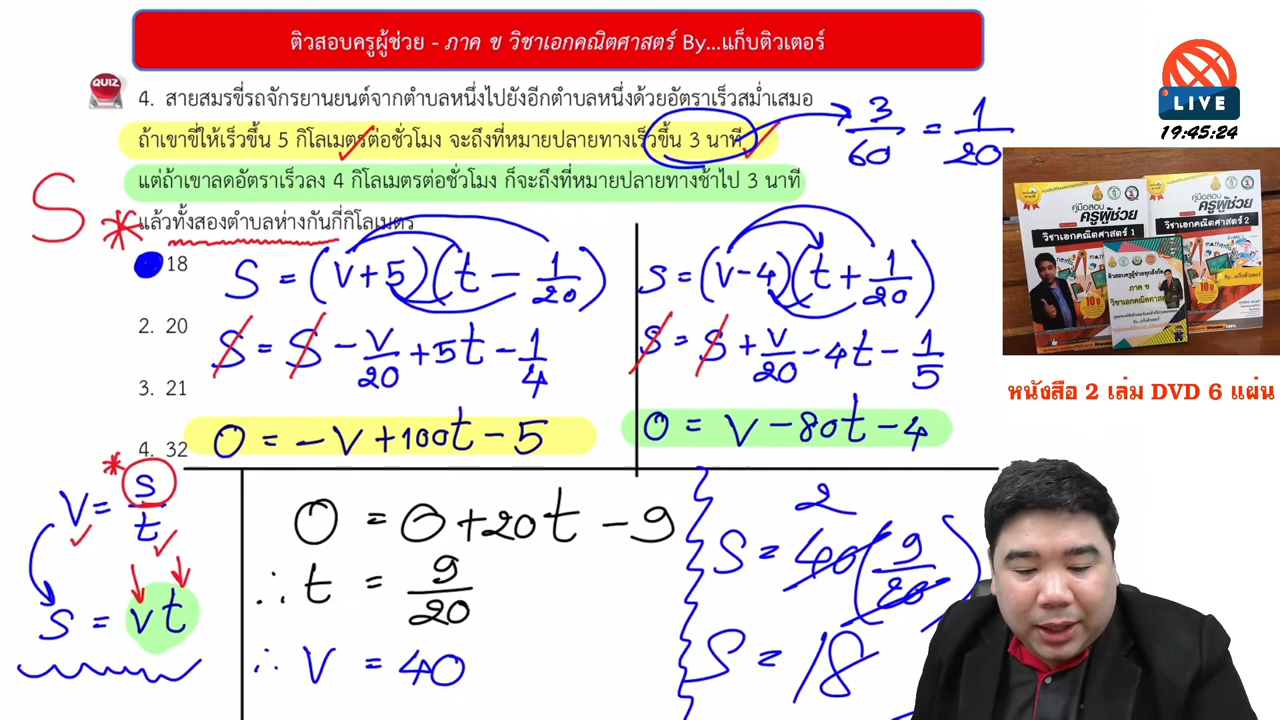 ติวสอบครูผู้ช่วย - ภาค ข วิชาเอกคณิตศาสตร์ By...แก็บติวเตอร์
QUIZ
4. สายสมรขี่รถจักรยานยนต์จากตำบลหนึ่งไปยังอีกตำบลหนึ่งด้วยอัตราเร็วสม่ำเสมอ
ถ้าเขาขี่ให้เร็วขึ้น 5 กิโลเมตรต่อชั่วโมง จะถึงที่หมายปลายทางเร็วขึ้น 3 นาที
3/60 = 1/20
แต่ถ้าเขาลดอัตราเร็วลง 4 กิโลเมตรต่อชั่วโมง ก็จะถึงที่หมายปลายทางช้าไป 3 นาที
S
* แล้วทั้งสองตำบลห่างกันกี่กิโลเมตร
18
2. 20
3. 21
4. 32
S = (v+5)(t - 1/20)
S = S - v/20 + 5t - 1/4
0 = -v+100t-5
S = (v-4)(t + 1/20)
S = S + v/20 - 4t - 1/5
0 = v-80t-4
*
V = s/t
s = vt
0 = 0+20t-9
∴ t = 9/20
∴ v = 40
2
S = 40(9/20)
S = 18
LIVE
19:45:24
คู่มือสอบ
ครูผู้ช่วย
วิชาเอกคณิตศาสตร์ 1
คู่มือสอบ
ครูผู้ช่วย
วิชาเอกคณิตศาสตร์ 2
ภาค ข
หนังสือ 2 เล่ม DVD 6 แผ่น